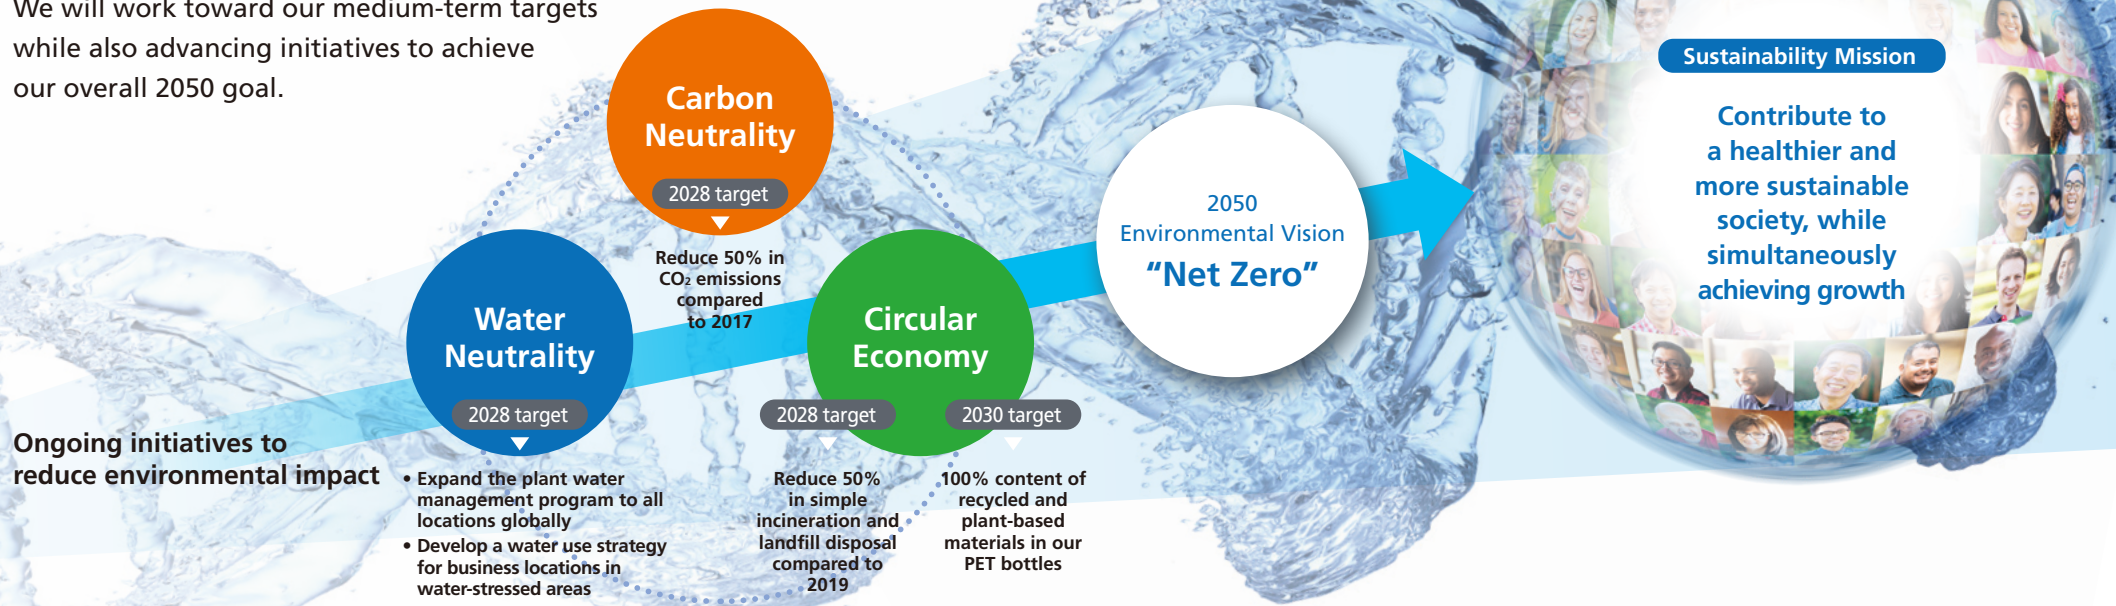 We will work toward our medium-term targets
while also advancing initiatives to achieve
our overall 2050 goal.
Carbon
Neutrality
2028 target
Reduce 50% in
CO₂ emissions
compared
to 2017
Water
Neutrality
2028 target
• Expand the plant water
management program to all
locations globally
• Develop a water use strategy
for business locations in
water-stressed areas
Circular
Economy
2028 target
Reduce 50%
in simple
incineration and
landfill disposal
compared to
2019
2030 target
100% content of
recycled and
plant-based
materials in our
PET bottles
Ongoing initiatives to
reduce environmental impact
2050
Environmental Vision
“Net Zero”
Sustainability Mission
Contribute to
a healthier and
more sustainable
society, while
simultaneously
achieving growth